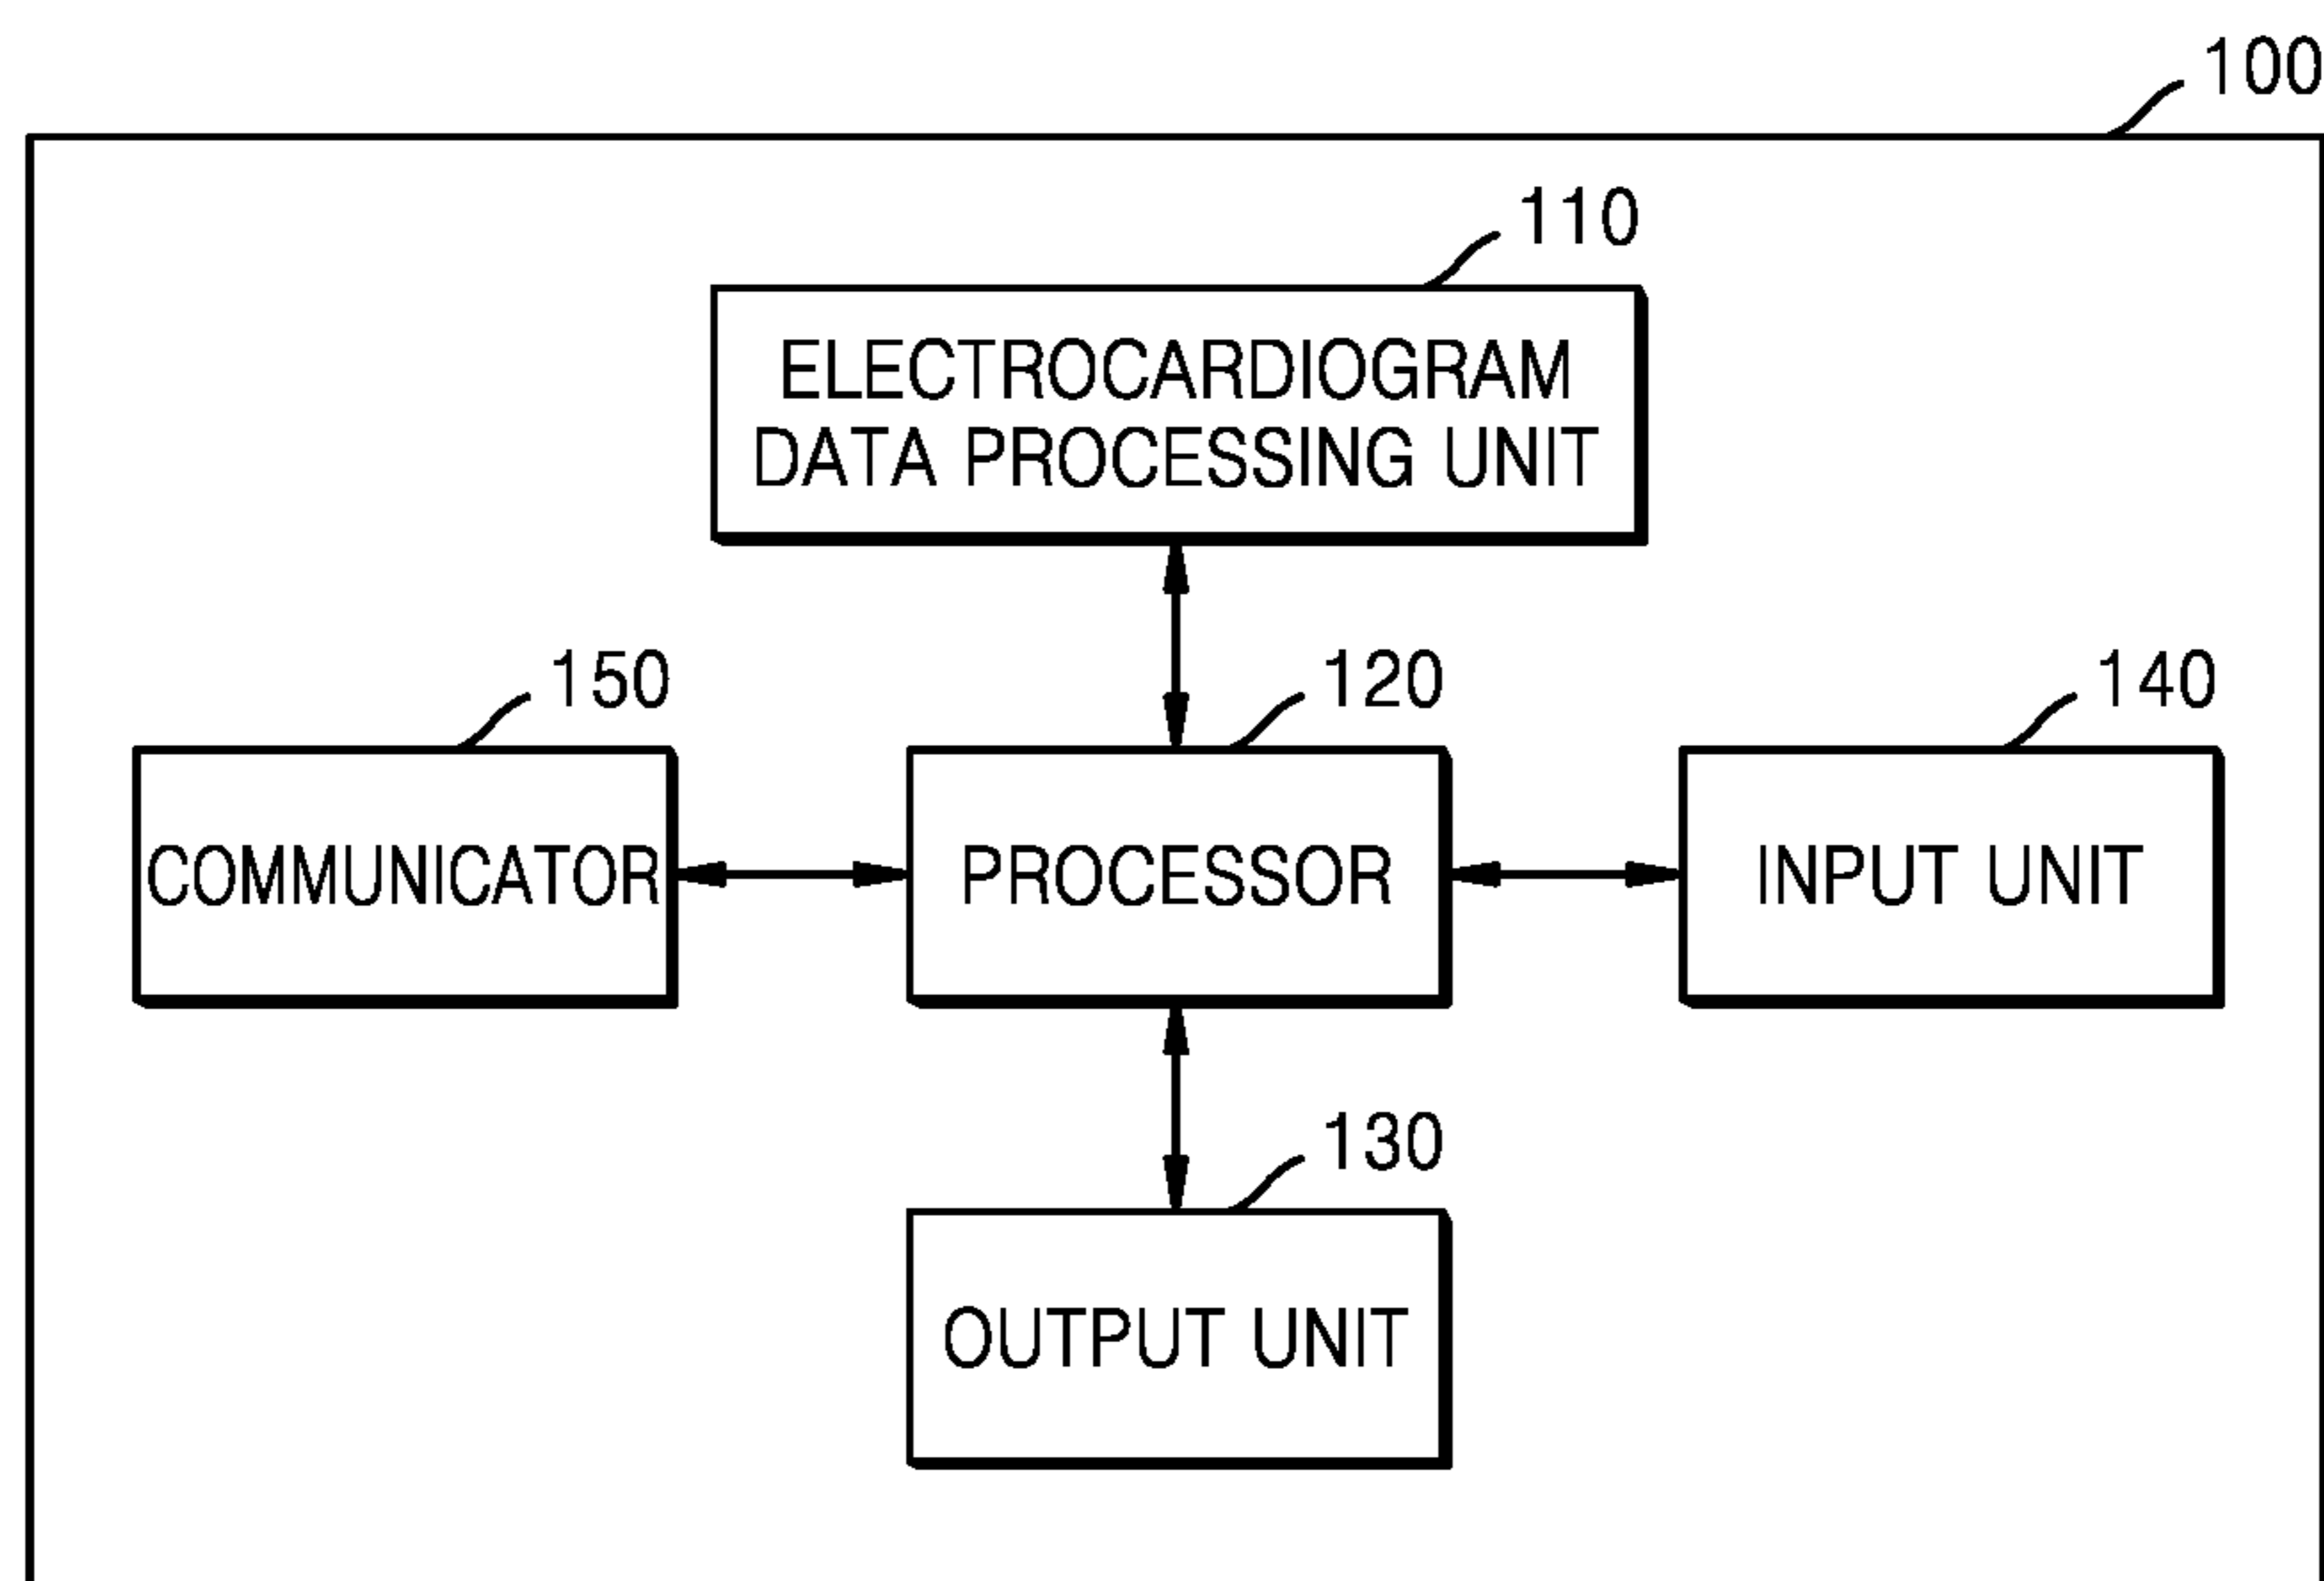 100
110
ELECTROCARDIOGRAM
DATA PROCESSING UNIT
150
120
140
COMMUNICATOR
PROCESSOR
INPUT UNIT
130
OUTPUT UNIT